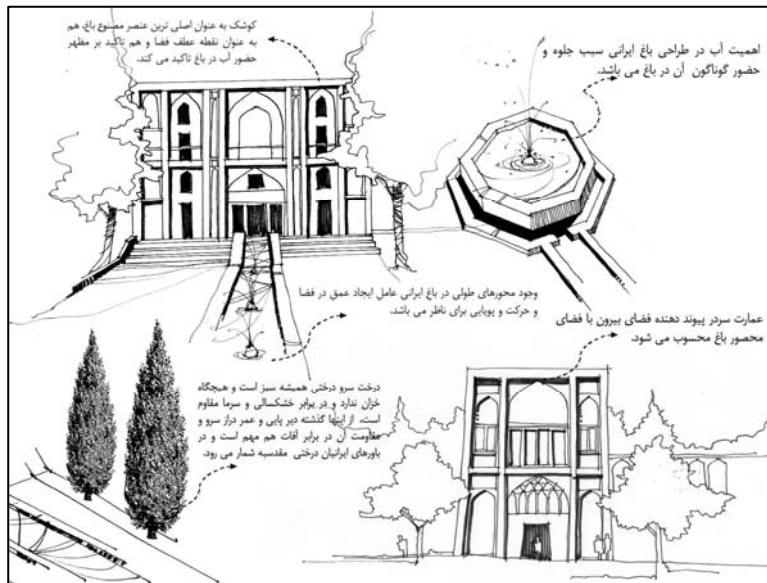 کوشک به عنوان اصلی ترین عنصر مصنوع باغ، هم
به عنوان نقطه عطف فضا و هم تاکید بر مظهر
حضور آب در باغ تاکید می کند.
اهمیت آب در طراحی باغ ایرانی سبب جلوه و
حضور گوناگون آن در باغ می باشد.
وجود محورهای طولی در باغ ایرانی عامل ایجاد عمق در فضا
و حرکت و پویایی برای ناظر می باشد.
عمارت سردر پیوند دهنده فضای بیرون با فضای
محصور باغ محسوب می شود.
درخت سرو درختی همیشه سبز است و هیچگاه
خزان ندارد و در برابر خشکسالی و سرما مقاوم
است. از اینها گذشته دیر پایی و عمر دراز سرو و
مقاومت آن در برابر آفات هم مهم است و در
باورهای ایرانیان درختی مقدسبه شمار می رود.